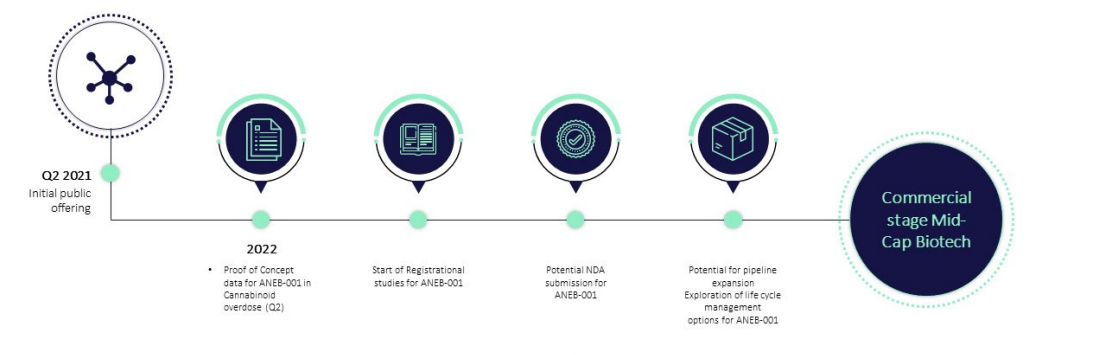 Q2 2021
Initial public
offering
2022
• Proof of Concept
data for ANEB-001 in
Cannabinoid
overdose (Q2)
Start of Registrational
studies for ANEB-001
Potential NDA
submission for
ANEB-001
Potential for pipeline
expansion
Exploration of life cycle
management
options for ANEB-001
Commercial
stage Mid-
Cap Biotech